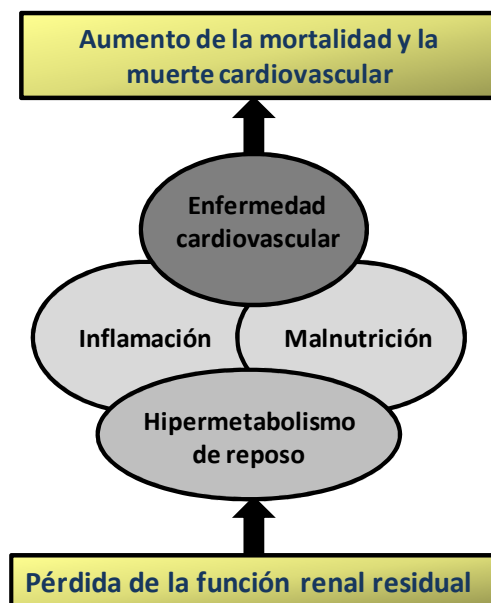 Aumento de la mortalidad y la
muerte cardiovascular
Enfermedad
cardiovascular
Inflamación
Malnutrición
Hipermetabolismo
de reposo
Pérdida de la función renal residual